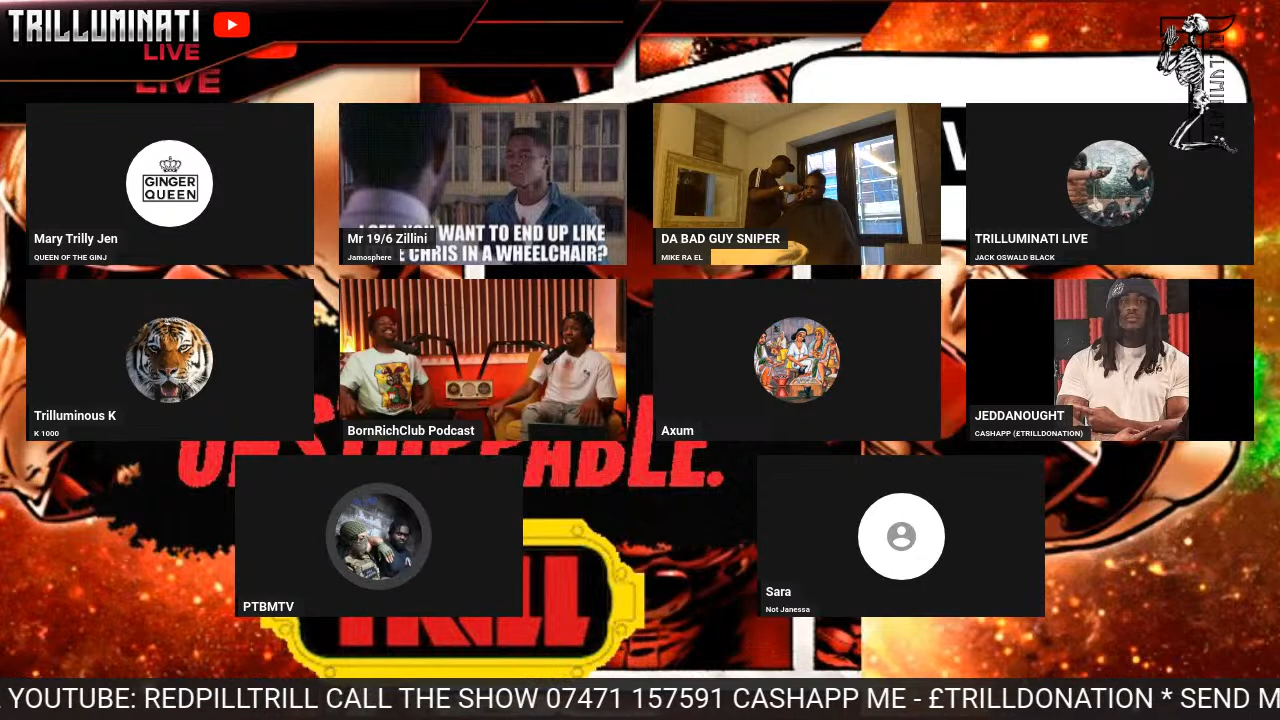 TRILLUMINATI
LIVE
LIVE
GINGER
QUEEN
Mary Trilly Jen
QUEEN OF THE GINJ
WANT TO END UP LIKE
CHRIS IN A WHEELCHAIR?
Mr 19/6 Zillini
Jamosphere
DA BAD GUY SNIPER
MIKE RA EL
TRILLUMINATI LIVE
JACK OSWALD BLACK
Trilluminous K
K 1000
BornRichClub Podcast
Axum
JEDDANOUGHT
CASHAPP (£TRILLDONATION)
PTBMTV
Sara
Not Janessa
YOUTUBE: REDPILLTRILL CALL THE SHOW 07471 157591 CASHAPP ME - £TRILLDONATION * SEND